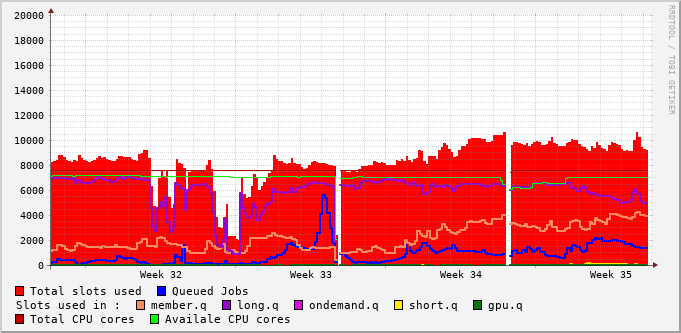 RRDTOOL / TOBI OETIKER
20000
18000
16000
14000
12000
10000
8000
6000
4000
2000
0
Week 32 Week 33 Week 34 Week 35
Total slots used Queued Jobs
Slots used in : member.q long.q ondemand.q short.q gpu.q
Total CPU cores Availale CPU cores